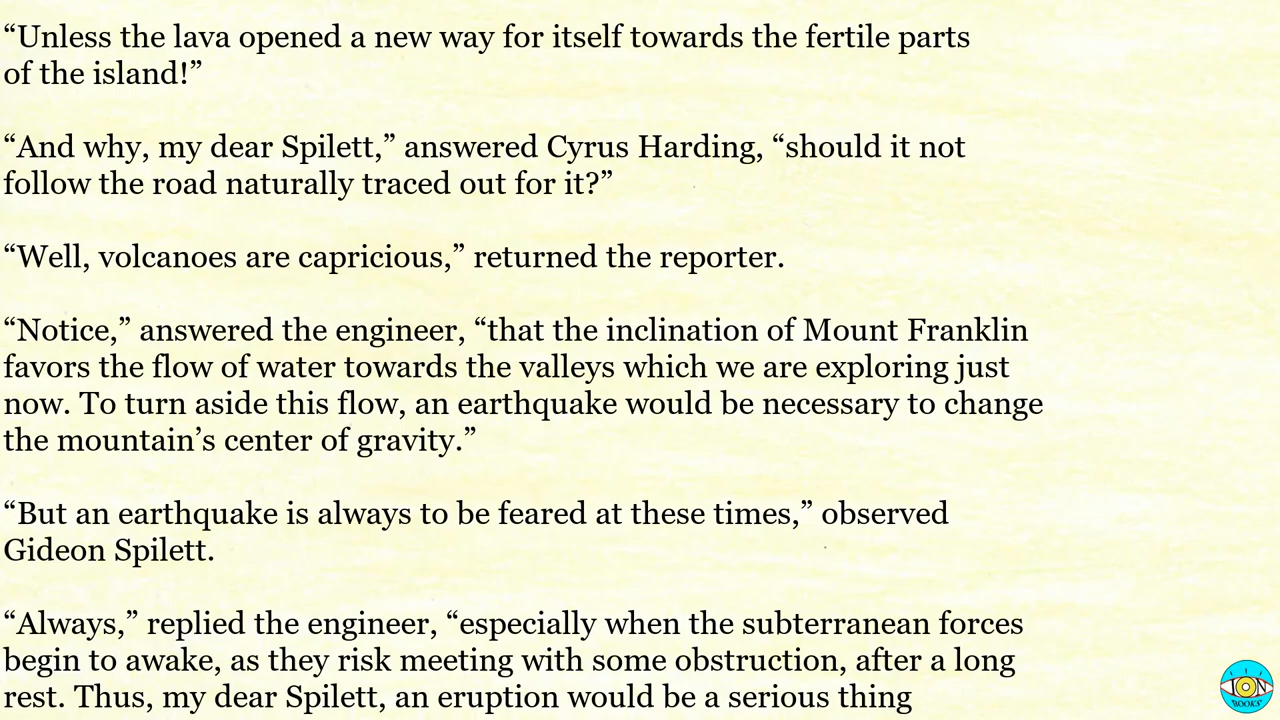 “Unless the lava opened a new way for itself towards the fertile parts
of the island!”
“And why, my dear Spilett,” answered Cyrus Harding, “should it not
follow the road naturally traced out for it?”
“Well, volcanoes are capricious,” returned the reporter.
“Notice,” answered the engineer, “that the inclination of Mount Franklin
favors the flow of water towards the valleys which we are exploring just
now. To turn aside this flow, an earthquake would be necessary to change
the mountain’s center of gravity.”
“But an earthquake is always to be feared at these times,” observed
Gideon Spilett.
“Always,” replied the engineer, “especially when the subterranean forces
begin to awake, as they risk meeting with some obstruction, after a long
rest. Thus, my dear Spilett, an eruption would be a serious thing
ION
BOOKS